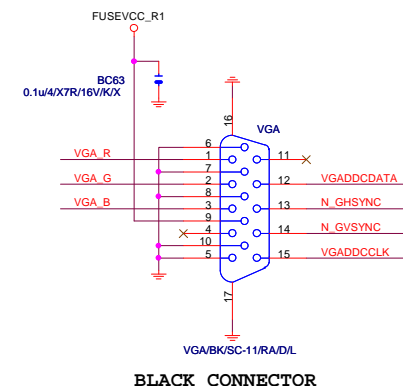 FUSEVCC_R1
BC63
0.1u/4/X7R/16V/K/X
16
VGA
6
VGA_R 1 11
7
VGA_G 2 12 VGADDCDATA
8
VGA_B 3 13 N_GHSYNC
9
4 14 N_GVSYNC
10
5 15 VGADDCCLK
17
VGA/BK/SC-11/RA/D/L
BLACK CONNECTOR